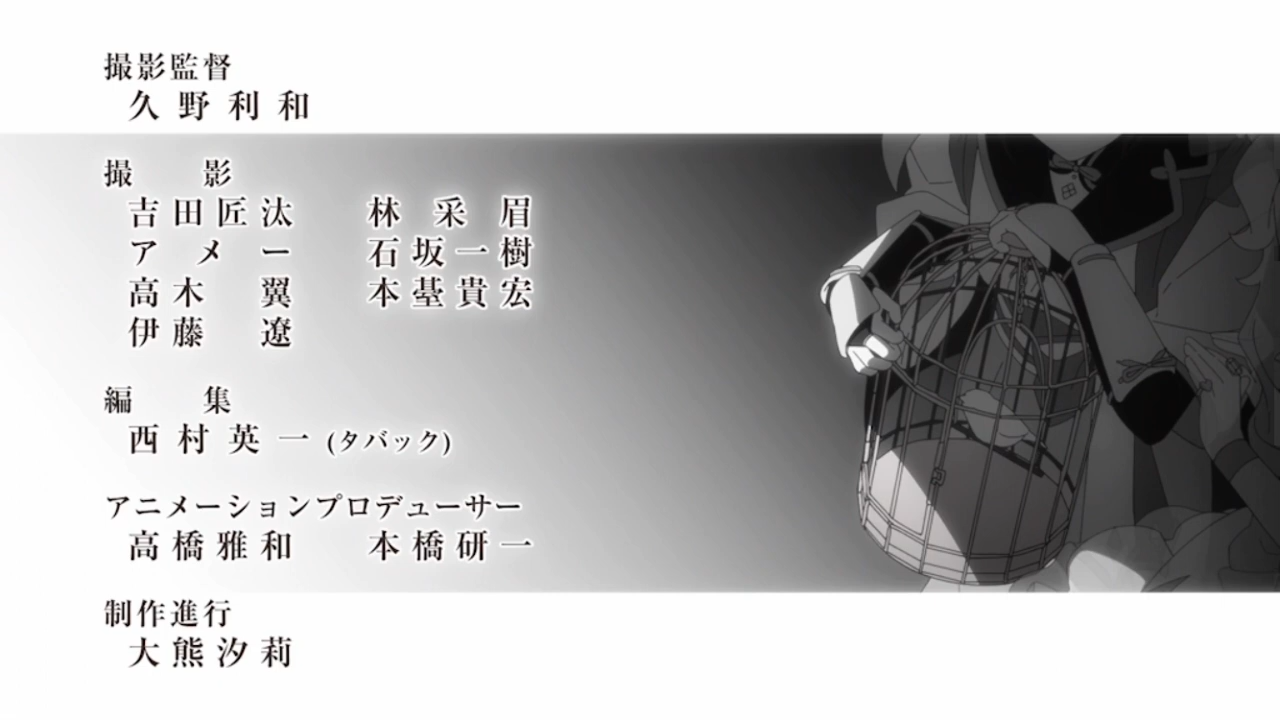 撮影監督
久野利和
撮影
吉田匠汰 林采眉
アメー 石坂一樹
高木翼 本基貴宏
伊藤遼
編集
西村英一 (タバック)
アニメーションプロデューサー
高橋雅和 本橋研一
制作進行
大熊汐莉